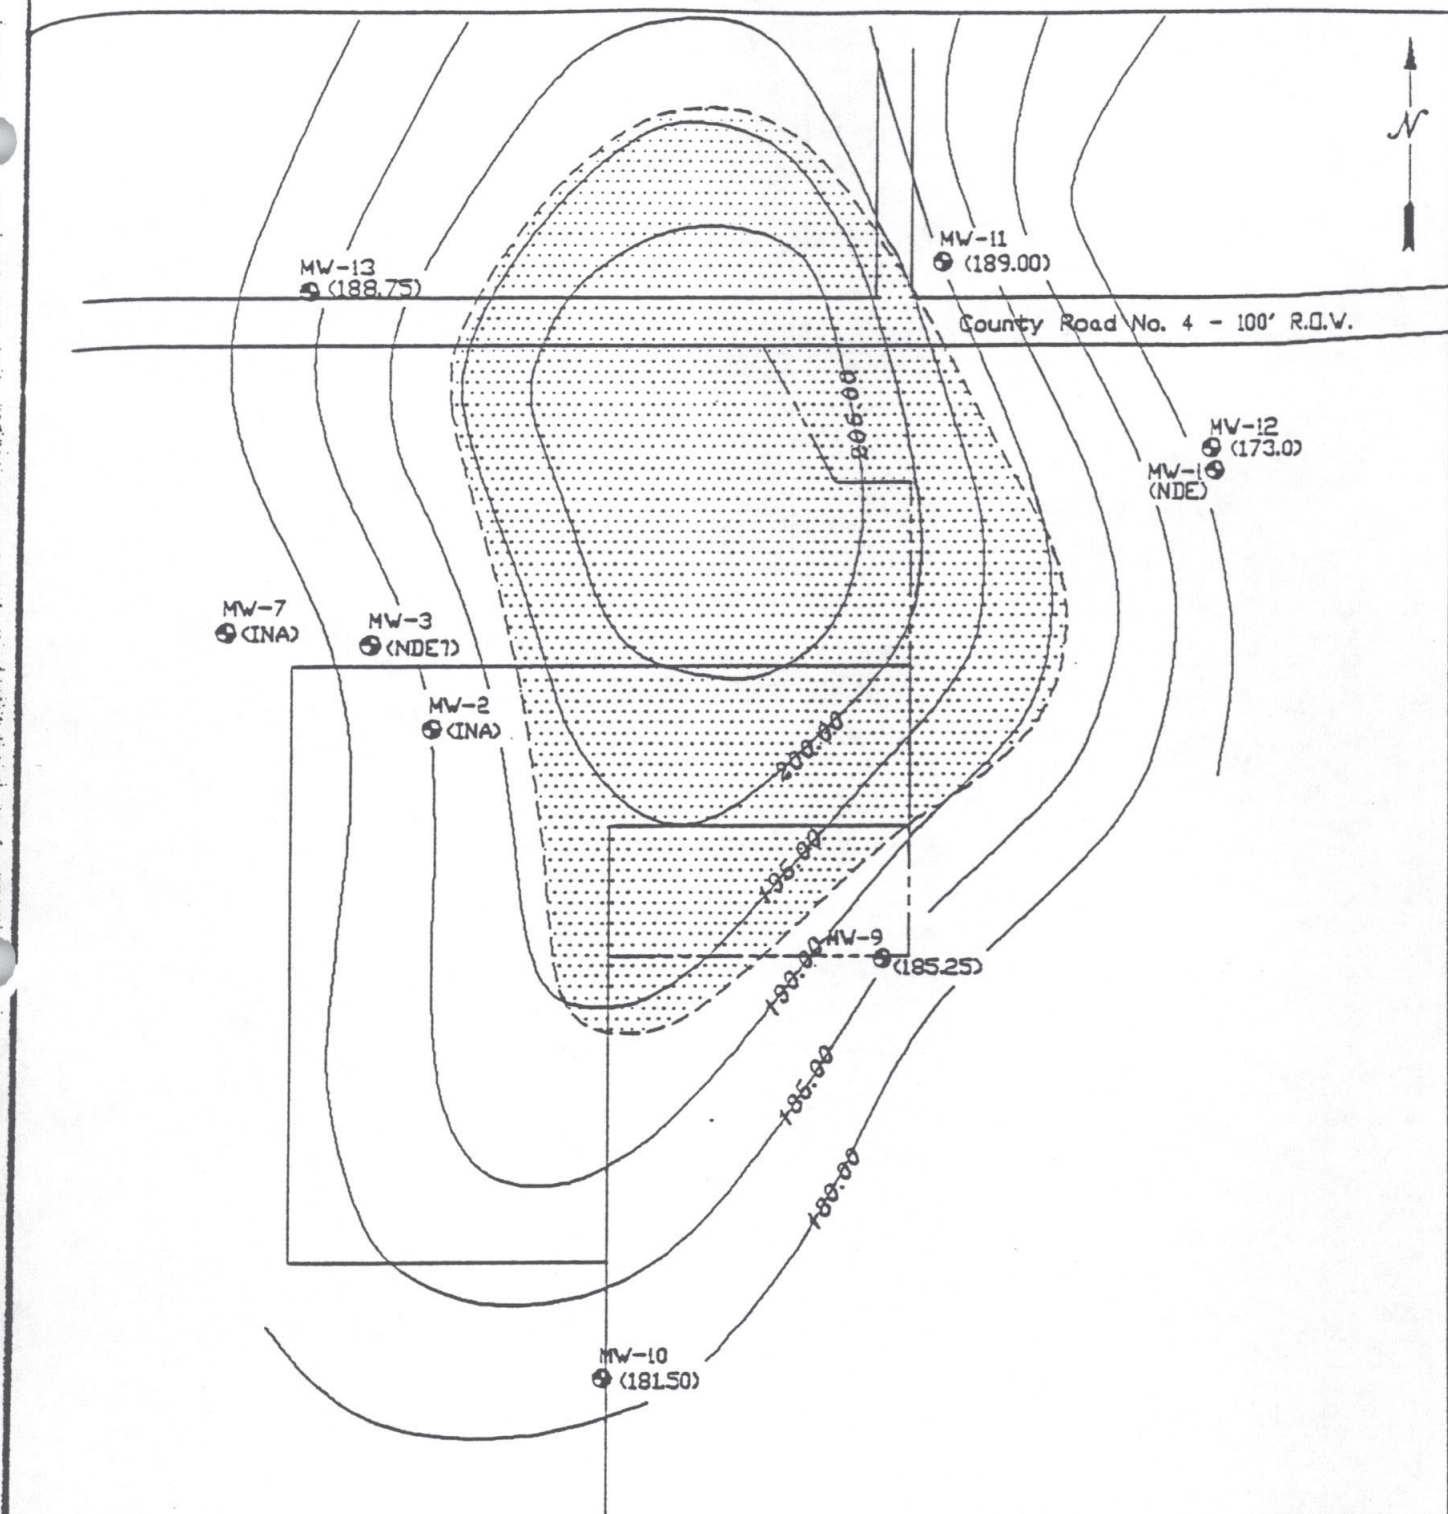 N
MW-11
(189.00)
MW-13
(188.75)
County Road No. 4 - 100' R.O.W.
205.00
MW-12
(173.0)
MW-1
(NDE)
MW-7
(INA)
MW-3
(NDE?)
MW-2
(INA)
200.00
195.00
MW-9
(185.25)
190.00
185.00
180.00
MW-10
(181.50)